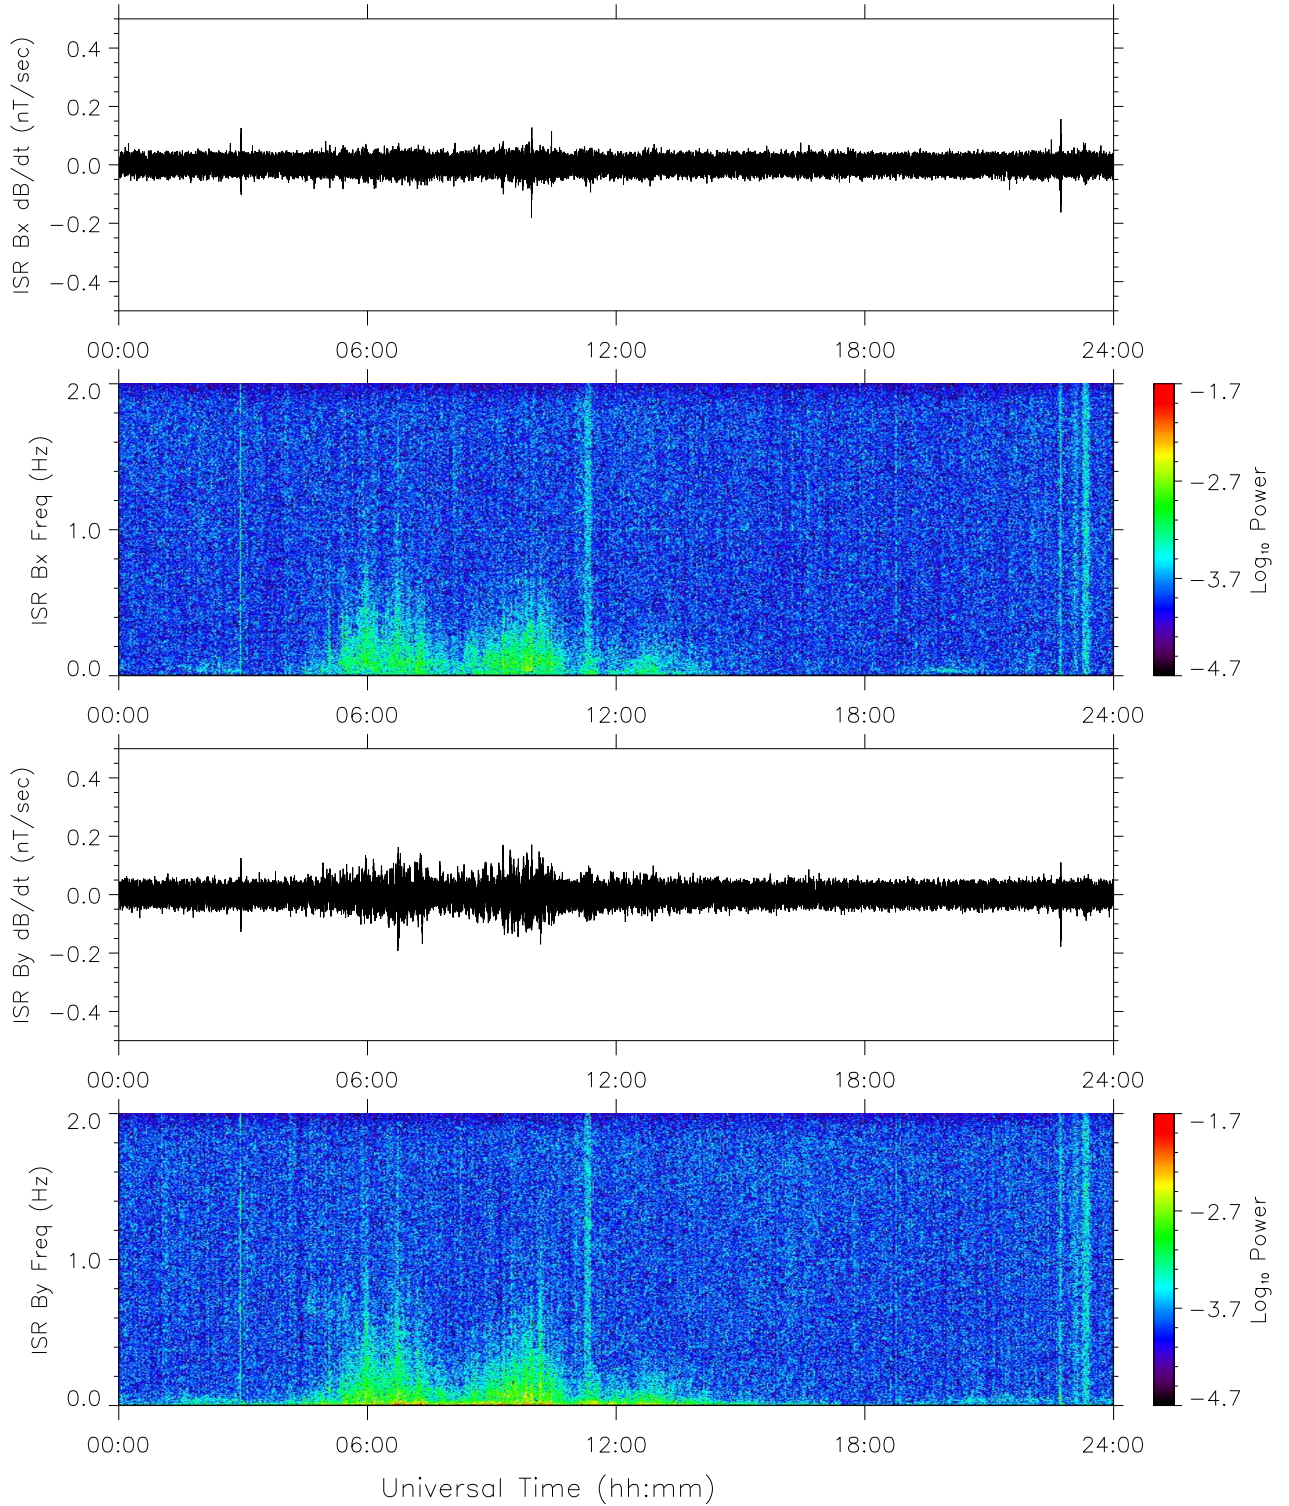 ISR Bx dB/dt (nT/sec)
0.4
0.2
0.0
−0.2
−0.4
00:00 06:00 12:00 18:00 24:00
ISR Bx Freq (Hz)
2.0
1.0
0.0
−1.7
−2.7
−3.7
−4.7
Log₁₀ Power
00:00 06:00 12:00 18:00 24:00
ISR By dB/dt (nT/sec)
0.4
0.2
0.0
−0.2
−0.4
00:00 06:00 12:00 18:00 24:00
ISR By Freq (Hz)
2.0
1.0
0.0
−1.7
−2.7
−3.7
−4.7
Log₁₀ Power
00:00 06:00 12:00 18:00 24:00
Universal Time (hh:mm)